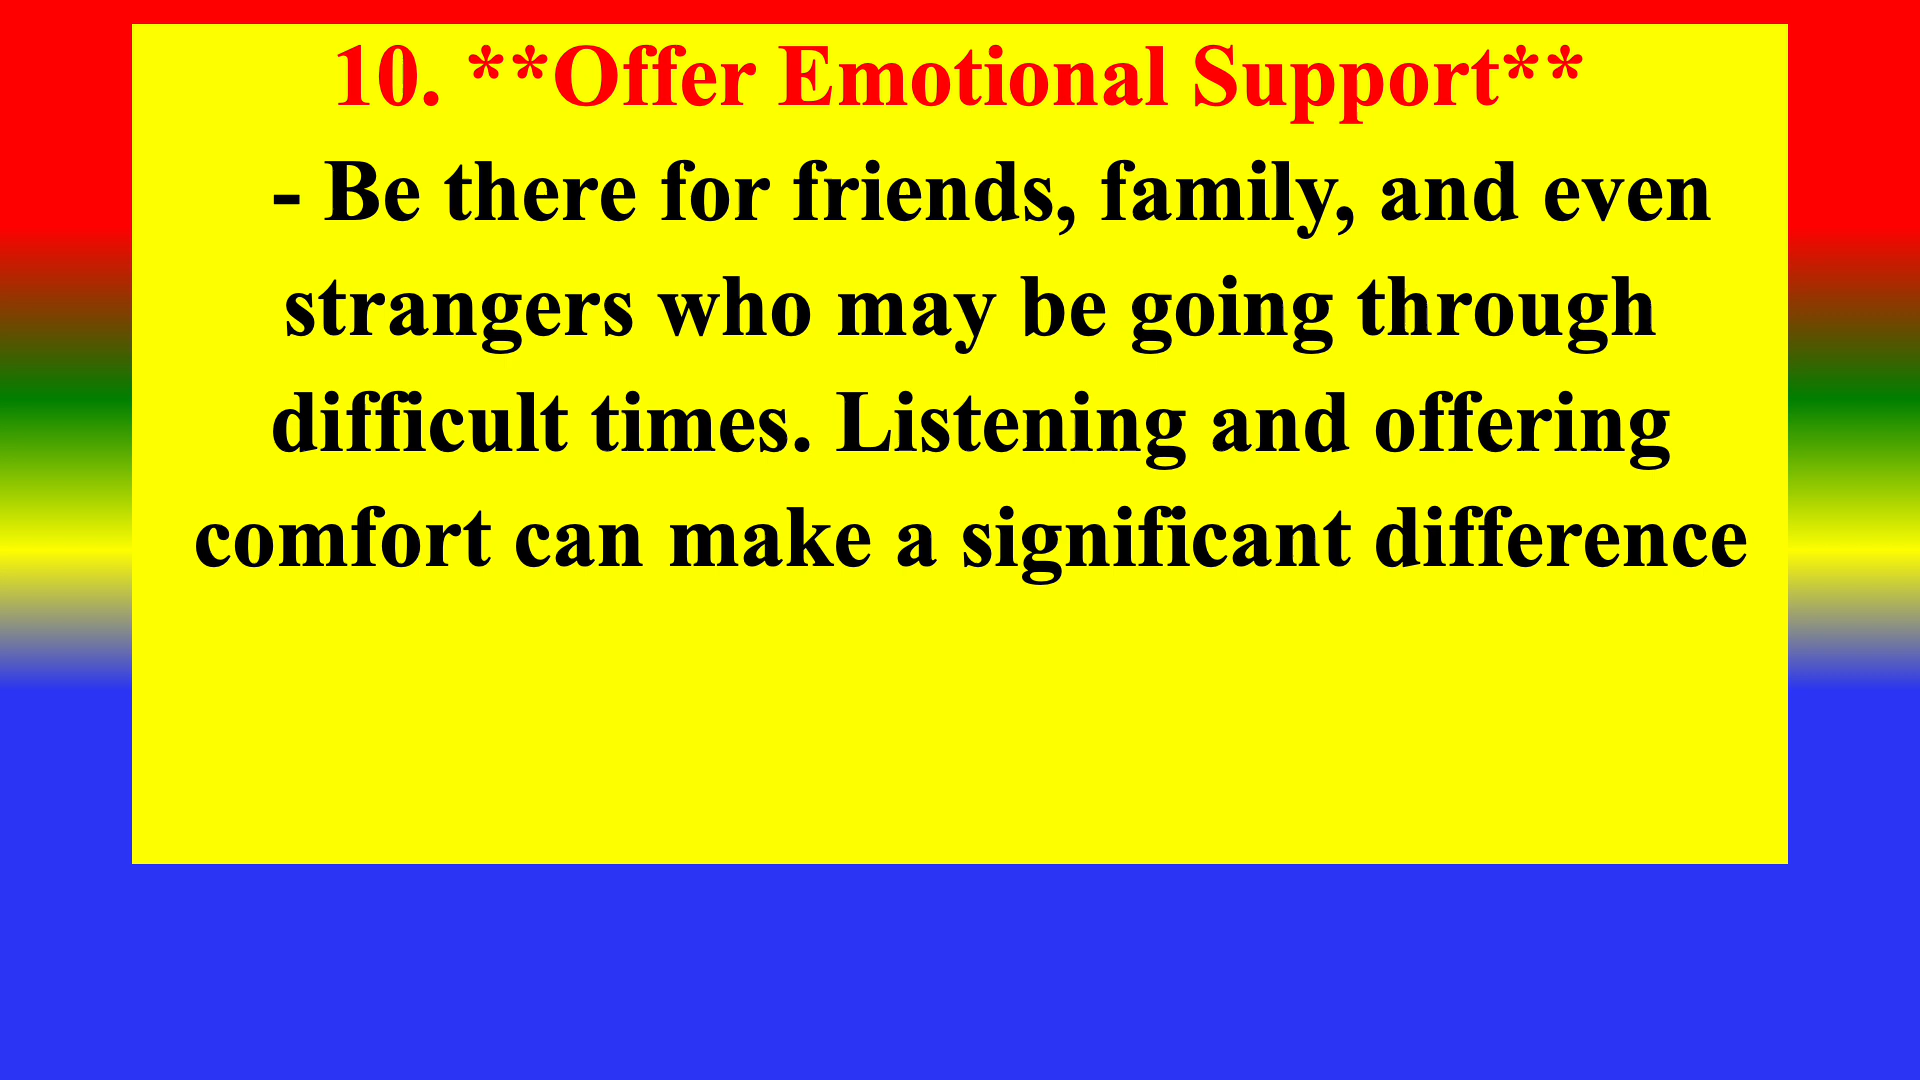 10. **Offer Emotional Support**
- Be there for friends, family, and even
strangers who may be going through
difficult times. Listening and offering
comfort can make a significant difference